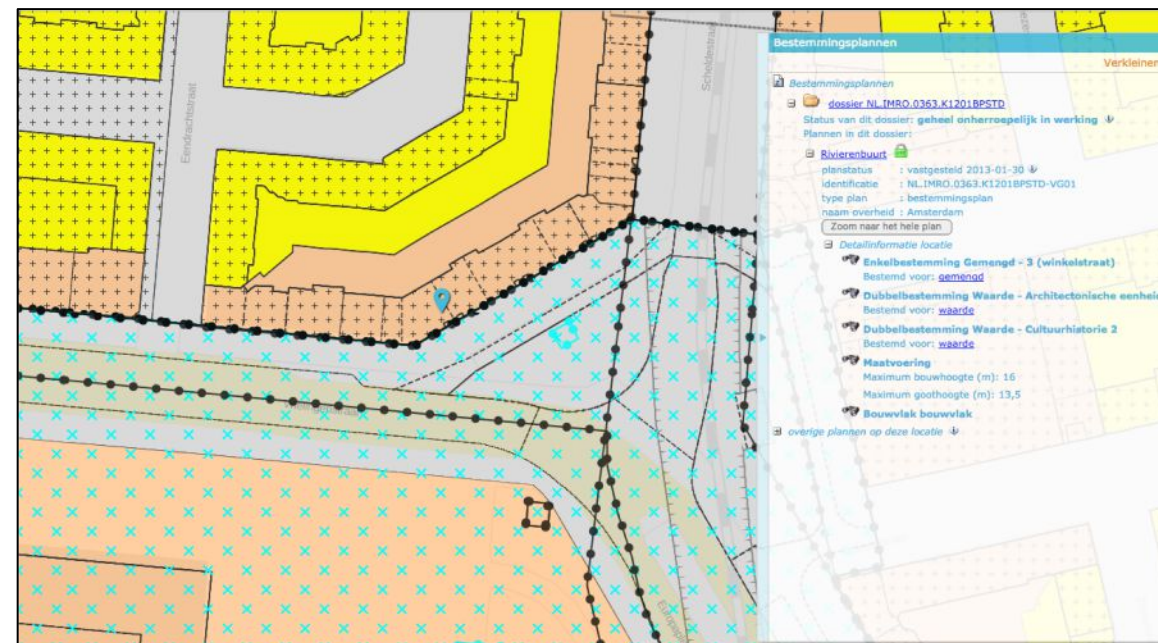 Eendrachtstraat
Scheldestraat
Bestemmingsplannen
Verkleinen
Bestemmingsplannen
dossier NL.IMRO.0363.K1201BPSTD
Status van dit dossier: geheel onherroepelijk in werking
Plannen in dit dossier:
Rivierenbuurt
planstatus : vastgesteld 2013-01-30
identificatie : NL.IMRO.0363.K1201BPSTD-VG01
type plan : bestemmingsplan
naam overheid : Amsterdam
Zoom naar het hele plan
Detailinformatie locatie
Enkelbestemming Gemengd - 3 (winkelstraat)
Bestemd voor: gemengd
Dubbelbestemming Waarde - Architectonische eenheid
Bestemd voor: waarde
Dubbelbestemming Waarde - Cultuurhistorie 2
Bestemd voor: waarde
Maatvoering
Maximum bouwhoogte (m): 16
Maximum goothoogte (m): 13,5
Bouwvlak bouwvlak
overige plannen op deze locatie